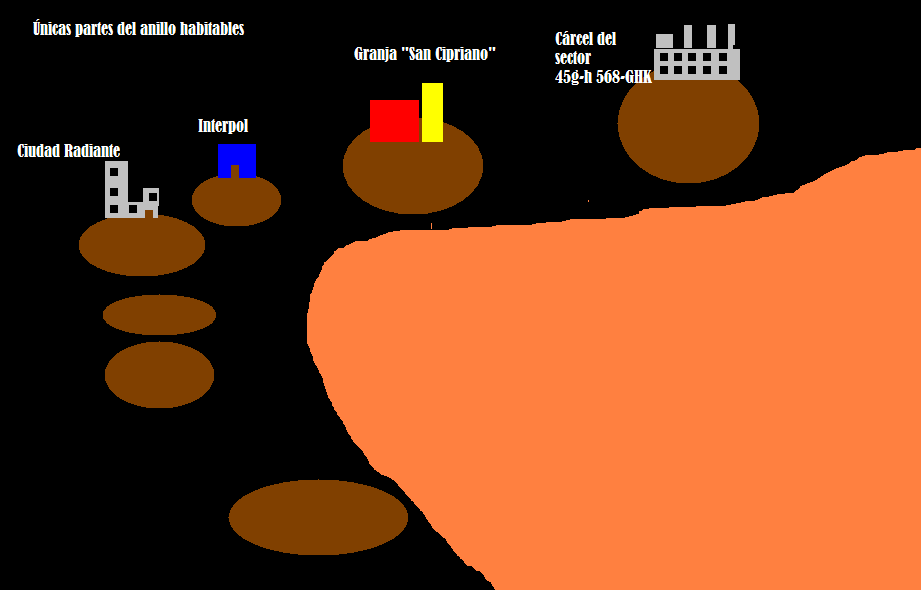 Únicas partes del anillo habitables
Granja "San Cipriano"
Cárcel del
sector
45g-h 568-GHK
Interpol
Ciudad Radiante